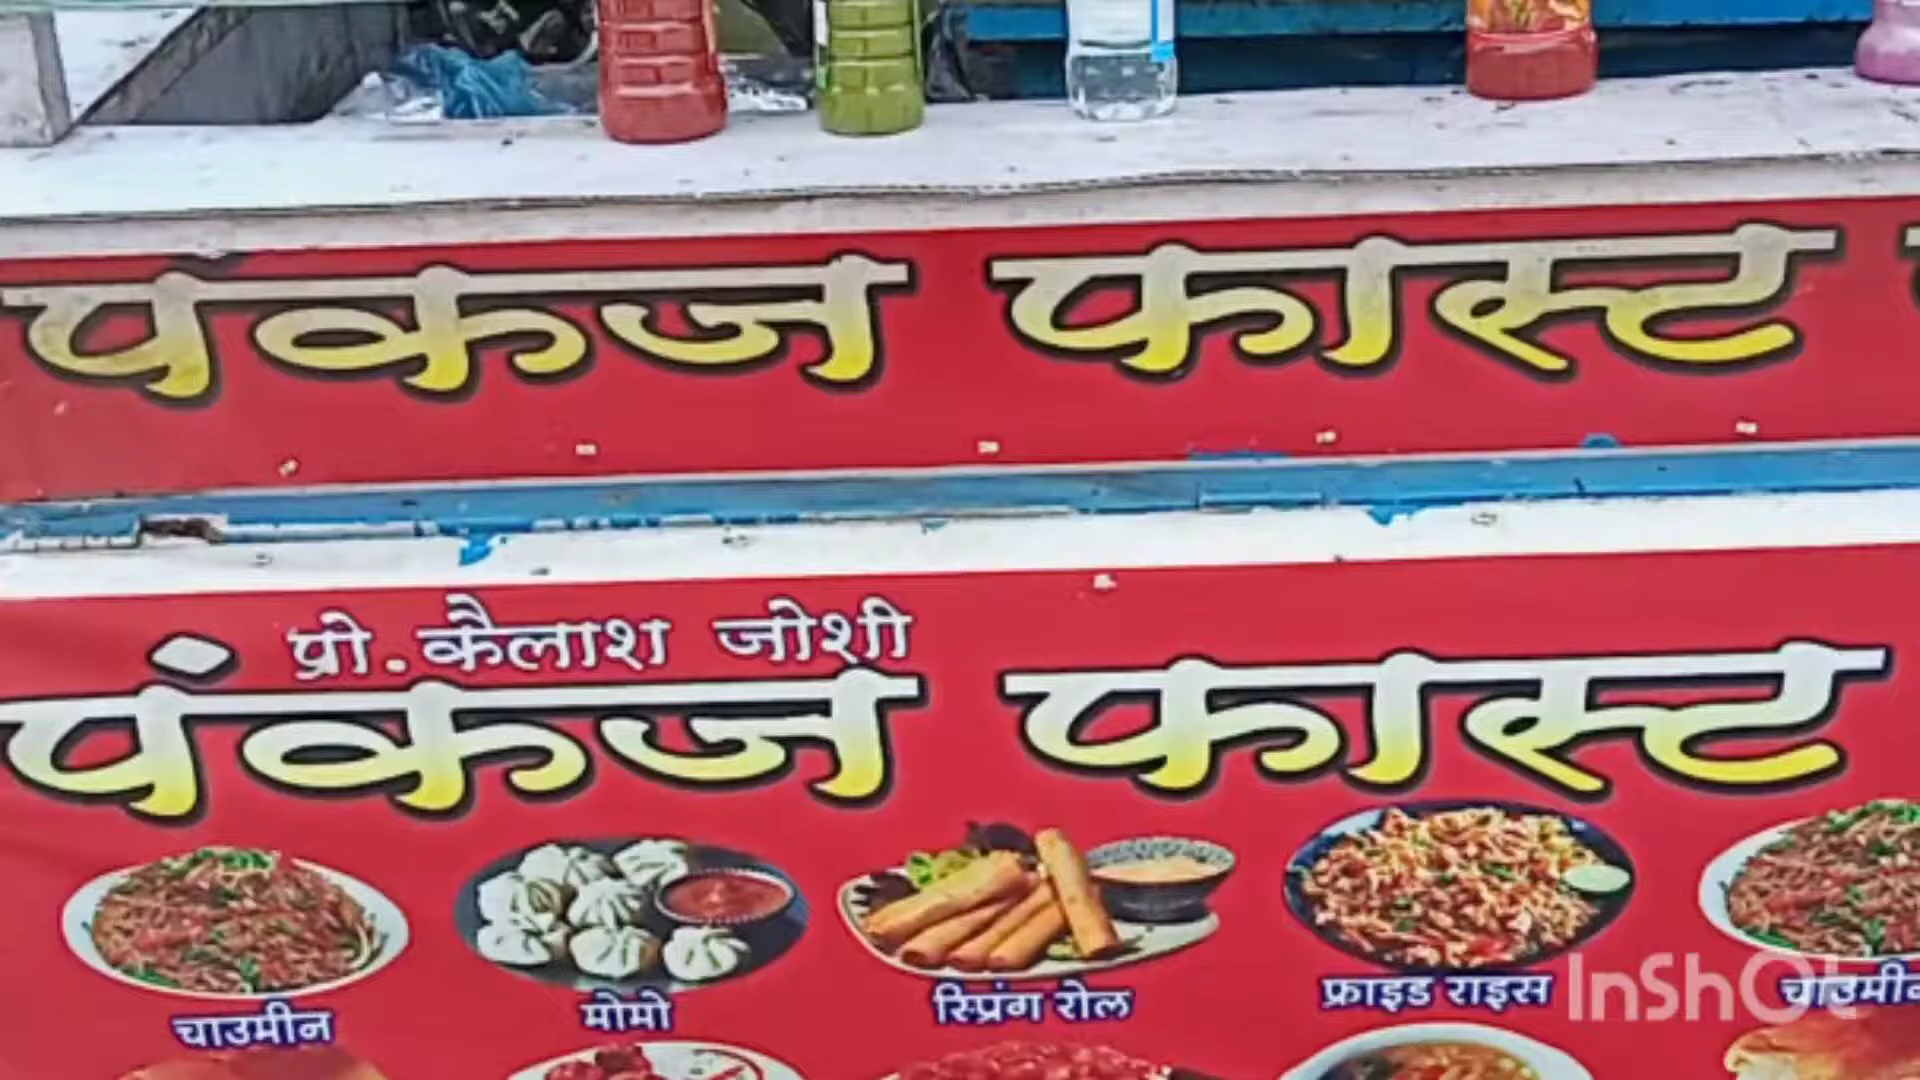 पंकज फास्ट
प्रो. कैलाश जोशी
पंकज फास्ट
चाउमीन मोमो स्प्रिंग रोल फ्राइड राइस चाउमीन
InShOt